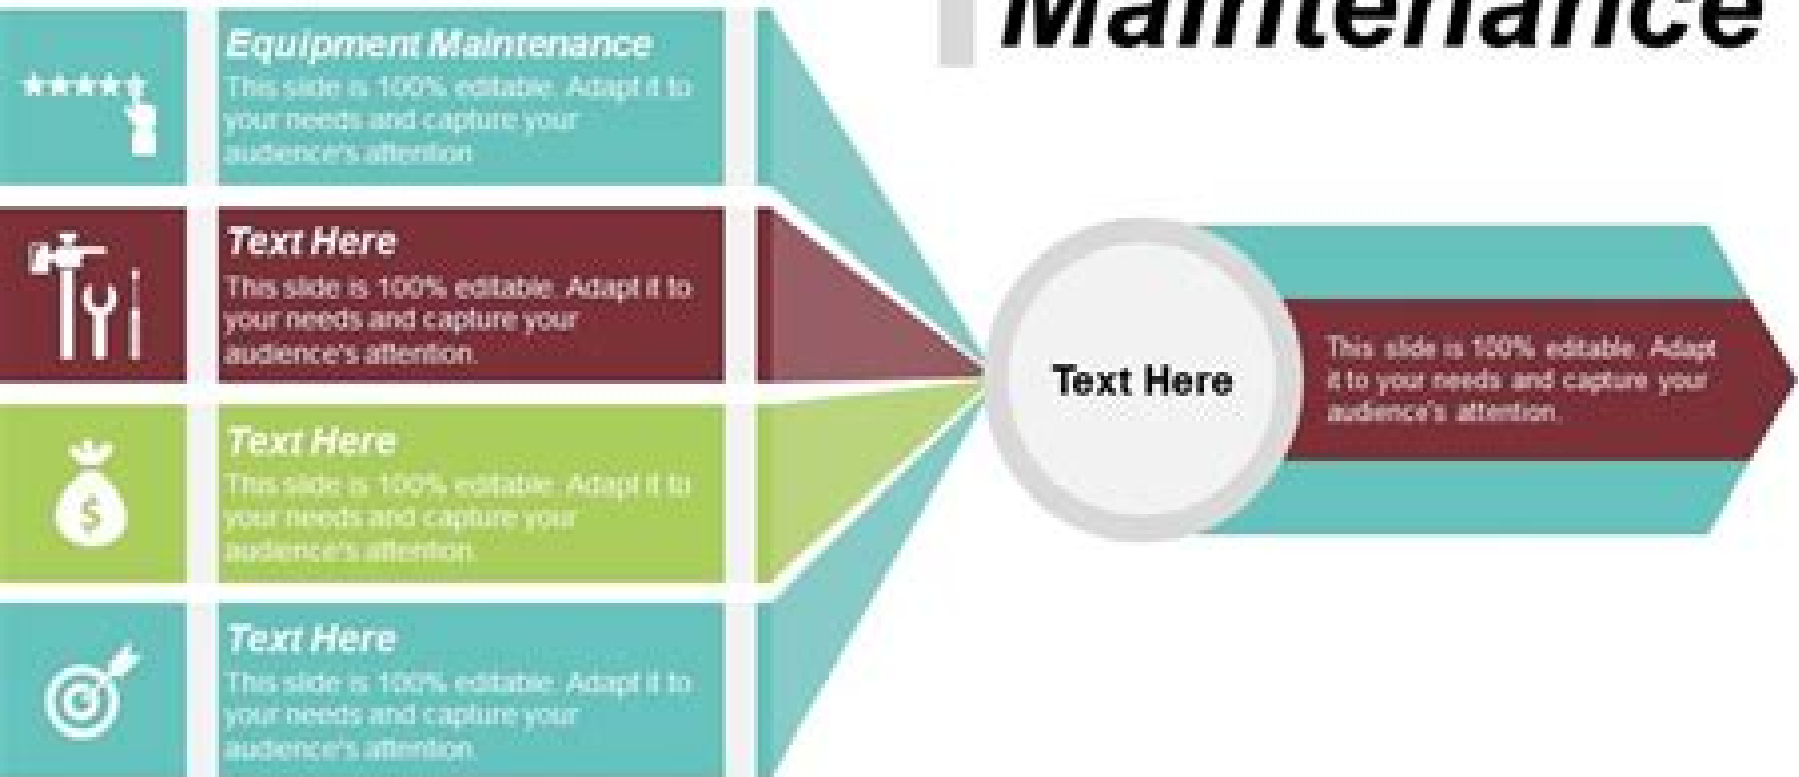 Maintenance
Equipment Maintenance
This slide is 100% editable. Adapt it to
your needs and capture your
audience's attention
Text Here
This slide is 100% editable. Adapt it to
your needs and capture your
audience's attention.
$
Text Here
This slide is 100% editable. Adapt it to
your needs and capture your
audience's attention.
Text Here
This slide is 100% editable. Adapt it to
your needs and capture your
audience's attention.
Text Here
This slide is 100% editable. Adapt
it to your needs and capture your
audience's attention.